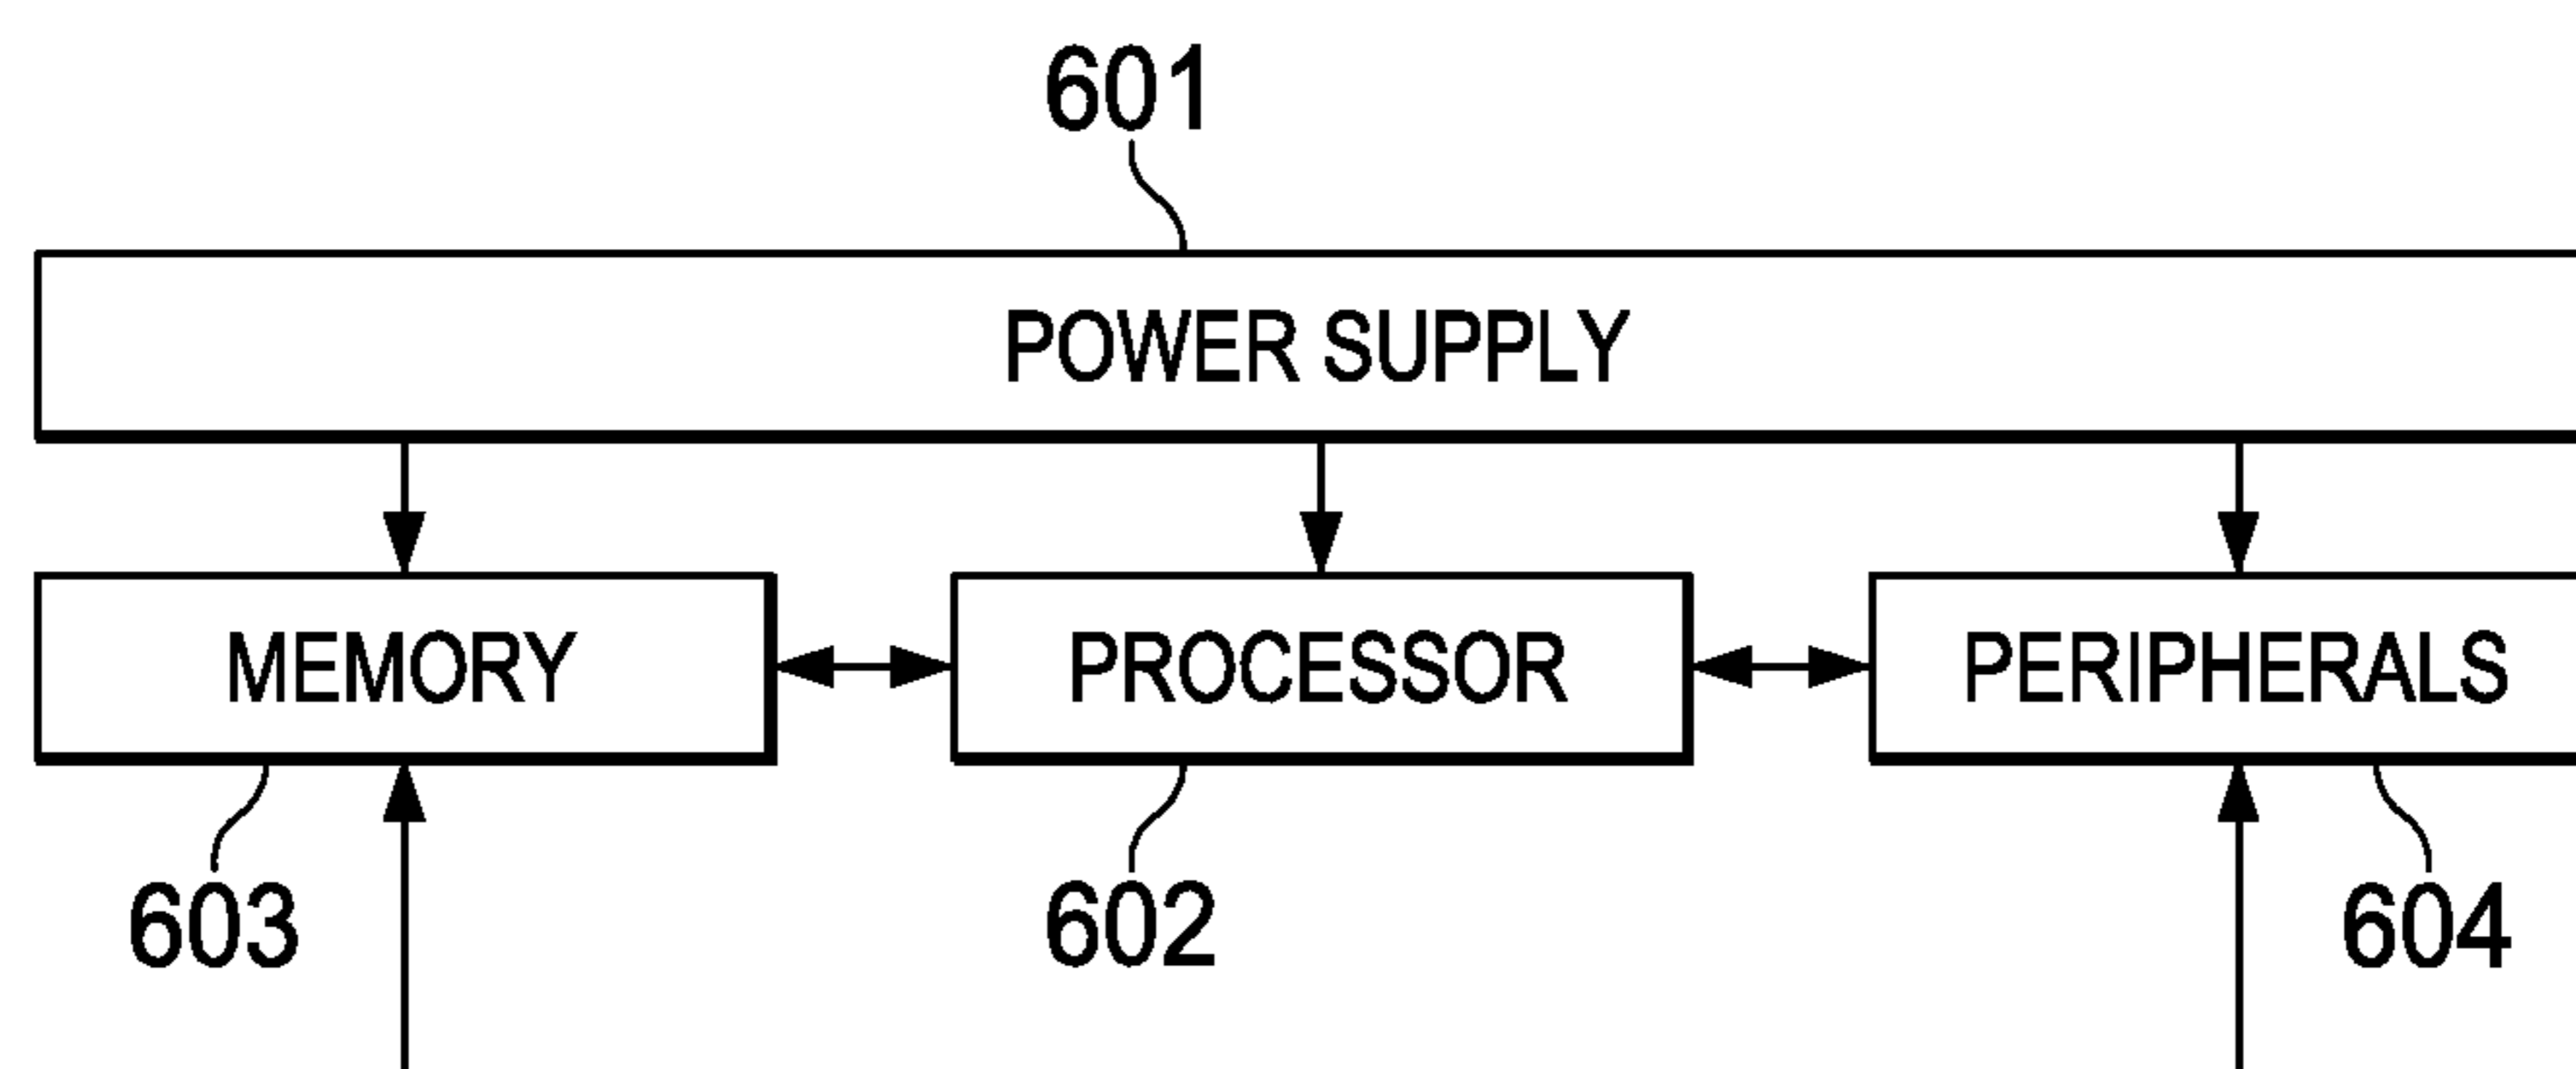 601
POWER SUPPLY
MEMORY
PROCESSOR
PERIPHERALS
603
602
604